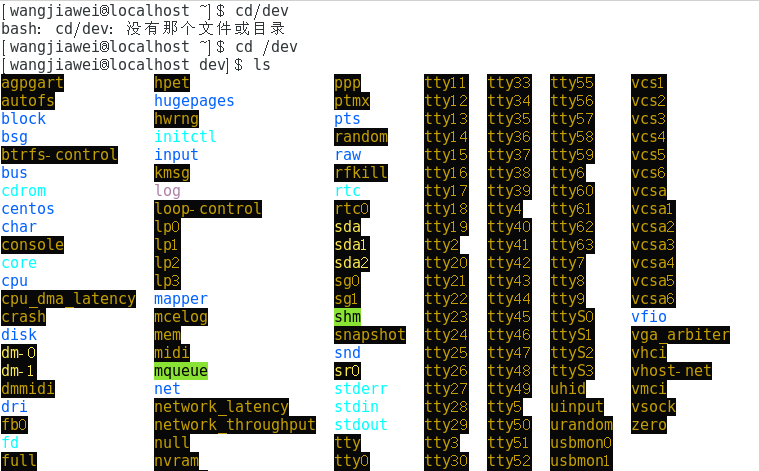 [wangjiawei@localhost ~]$ cd/dev
bash: cd/dev: 没有那个文件或目录
[wangjiawei@localhost ~]$ cd /dev
[wangjiawei@localhost dev]$ ls
agpgart hpet ppp tty11 tty33 tty55 vcs1
autofs hugepages ptmx tty12 tty34 tty56 vcs2
block hwrng pts tty13 tty35 tty57 vcs3
bsg initctl random tty14 tty36 tty58 vcs4
btrfs-control input raw tty15 tty37 tty59 vcs5
bus kmsg rfkill tty16 tty38 tty6 vcs6
cdrom log rtc tty17 tty39 tty60 vcsa
centos loop-control rtc0 tty18 tty4 tty61 vcsa1
char lp0 sda tty19 tty40 tty62 vcsa2
console lp1 sda1 tty2 tty41 tty63 vcsa3
core lp2 sda2 tty20 tty42 tty7 vcsa4
cpu lp3 sg0 tty21 tty43 tty8 vcsa5
cpu_dma_latency mapper sg1 tty22 tty44 tty9 vcsa6
crash mcelog shm tty23 tty45 ttyS0 vfio
disk mem snapshot tty24 tty46 ttyS1 vga_arbiter
dm-0 midi snd tty25 tty47 ttyS2 vhci
dm-1 mqueue sr0 tty26 tty48 ttyS3 vhost-net
dmmidi net stderr tty27 tty49 uhid vmci
dri network_latency stdin tty28 tty5 uinput vsock
fb0 network_throughput stdout tty29 tty50 urandom zero
fd null tty tty3 tty51 usbmon0
full nvram tty0 tty30 tty52 usbmon1